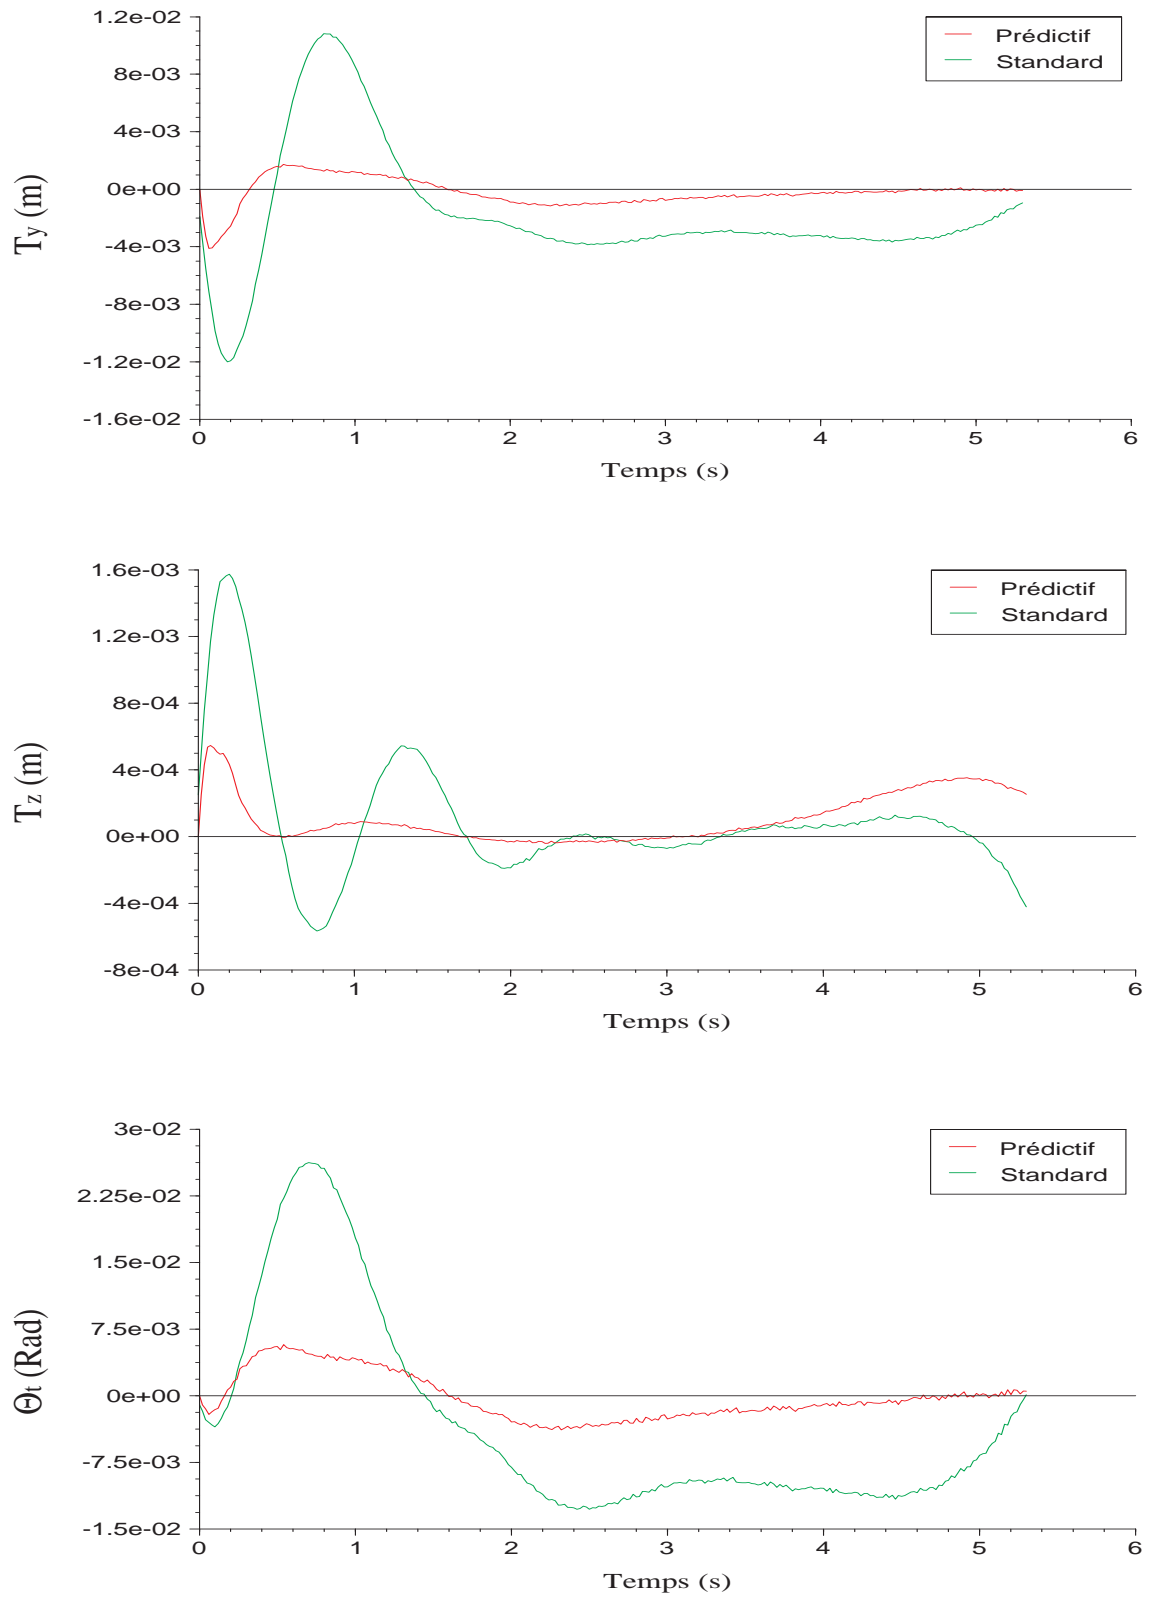 1.2e-02
8e-03
4e-03
0e+00
-4e-03
-8e-03
-1.2e-02
-1.6e-02
Ty (m)
Prédictif
Standard
0 1 2 3 4 5 6
Temps (s)
1.6e-03
1.2e-03
8e-04
4e-04
0e+00
-4e-04
-8e-04
Tz (m)
Prédictif
Standard
0 1 2 3 4 5 6
Temps (s)
3e-02
2.25e-02
1.5e-02
7.5e-03
0e+00
-7.5e-03
-1.5e-02
Θt (Rad)
Prédictif
Standard
0 1 2 3 4 5 6
Temps (s)